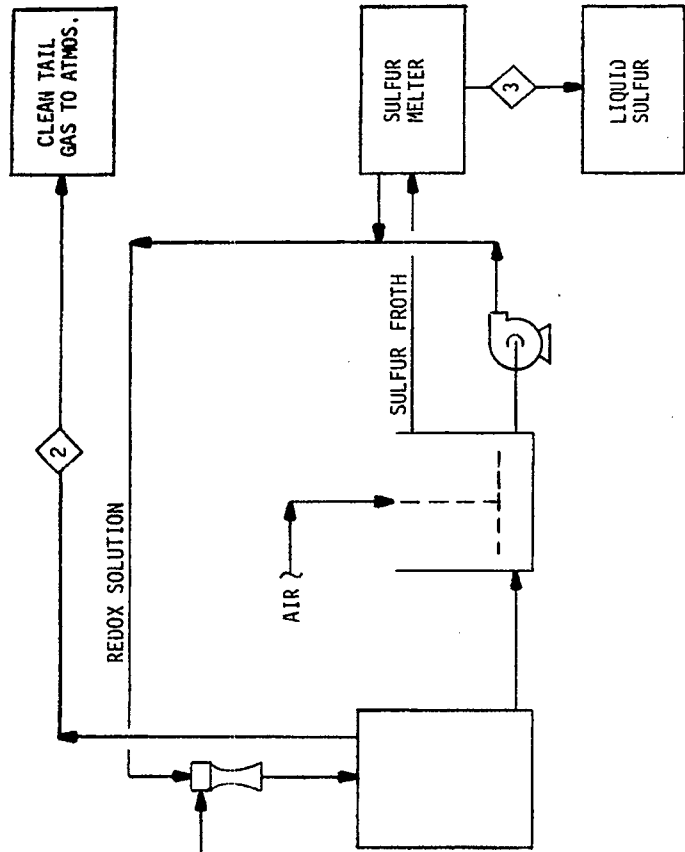 CLEAN TAIL
GAS TO ATMOS.
2
REDOX SOLUTION
AIR
SULFUR FROTH
SULFUR
MELTER
3
LIQUID
SULFUR